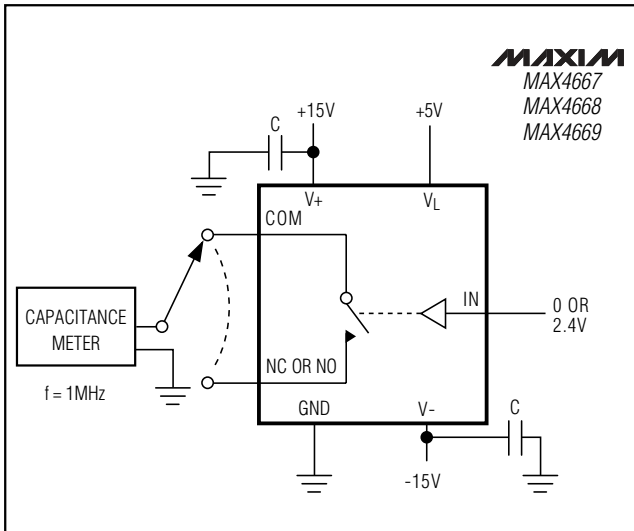 MAXIM
MAX4667
MAX4668
MAX4669
+15V
+5V
C
V+
VL
COM
IN
0 OR
2.4V
CAPACITANCE
METER
NC OR NO
f = 1MHz
GND
V-
C
-15V